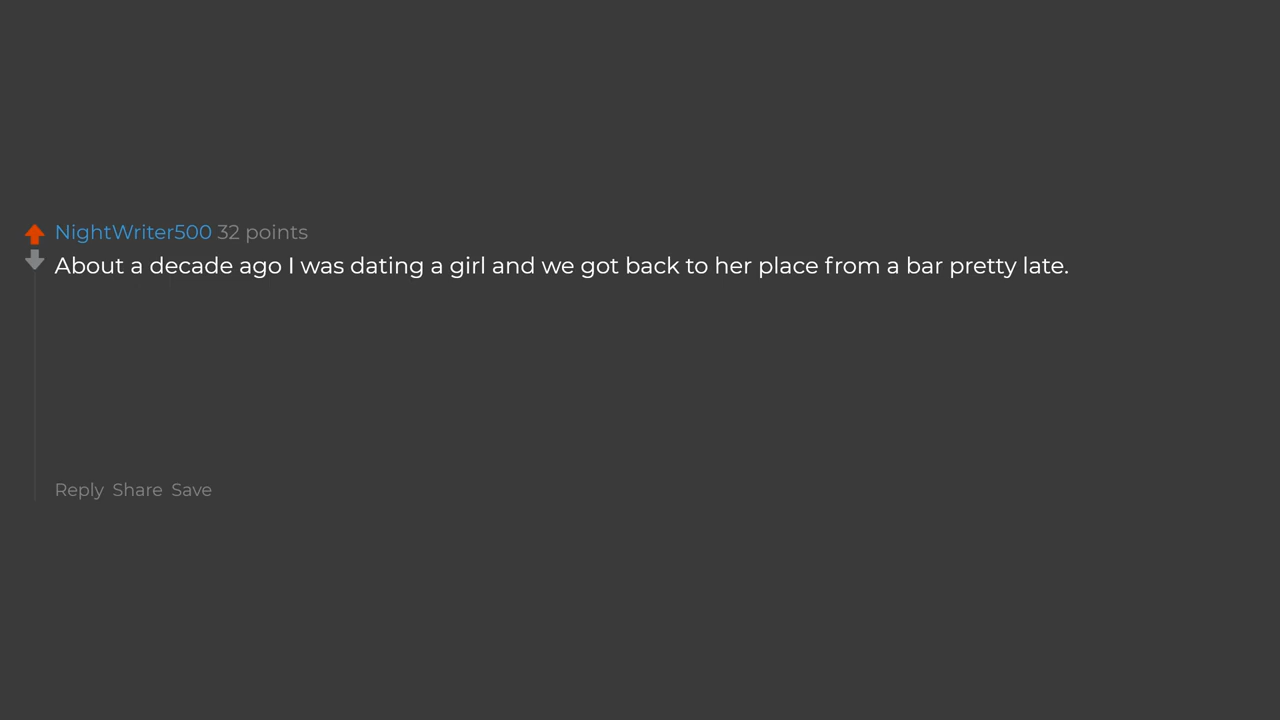 NightWriter500 32 points
About a decade ago I was dating a girl and we got back to her place from a bar pretty late.
Reply Share Save